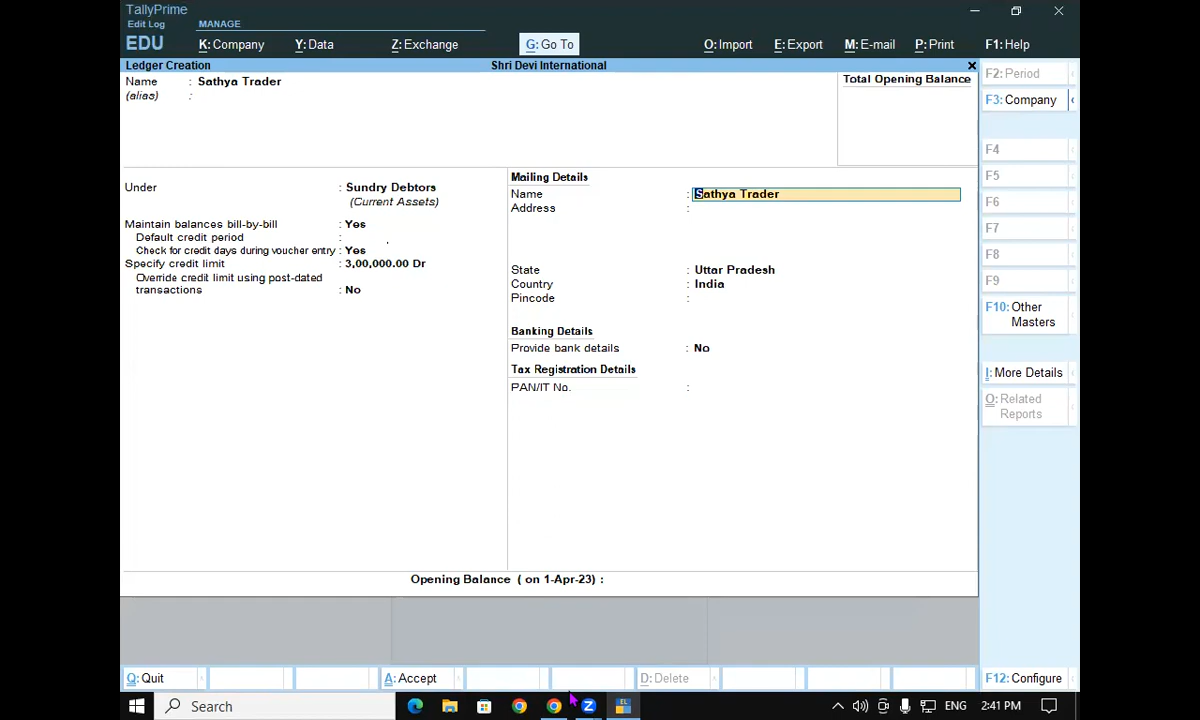 TallyPrime
Edit Log
MANAGE
EDU
K: Company
Y: Data
Z: Exchange
G: Go To
O: Import
E: Export
M: E-mail
P: Print
F1: Help
Ledger Creation
Shri Devi International
Name : Sathya Trader
(alias) :
Total Opening Balance
Under : Sundry Debtors
(Current Assets)
Maintain balances bill-by-bill : Yes
Default credit period :
Check for credit days during voucher entry : Yes
Specify credit limit : 3,00,000.00 Dr
Override credit limit using post-dated
transactions : No
Mailing Details
Name : Sathya Trader
Address :
State : Uttar Pradesh
Country : India
Pincode :
Banking Details
Provide bank details : No
Tax Registration Details
PAN/IT No. :
Opening Balance ( on 1-Apr-23) :
F2: Period
F3: Company
F4
F5
F6
F7
F8
F9
F10: Other
Masters
I: More Details
O: Related
Reports
Q: Quit
A: Accept
D: Delete
F12: Configure
Search
EL
ENG
2:41 PM